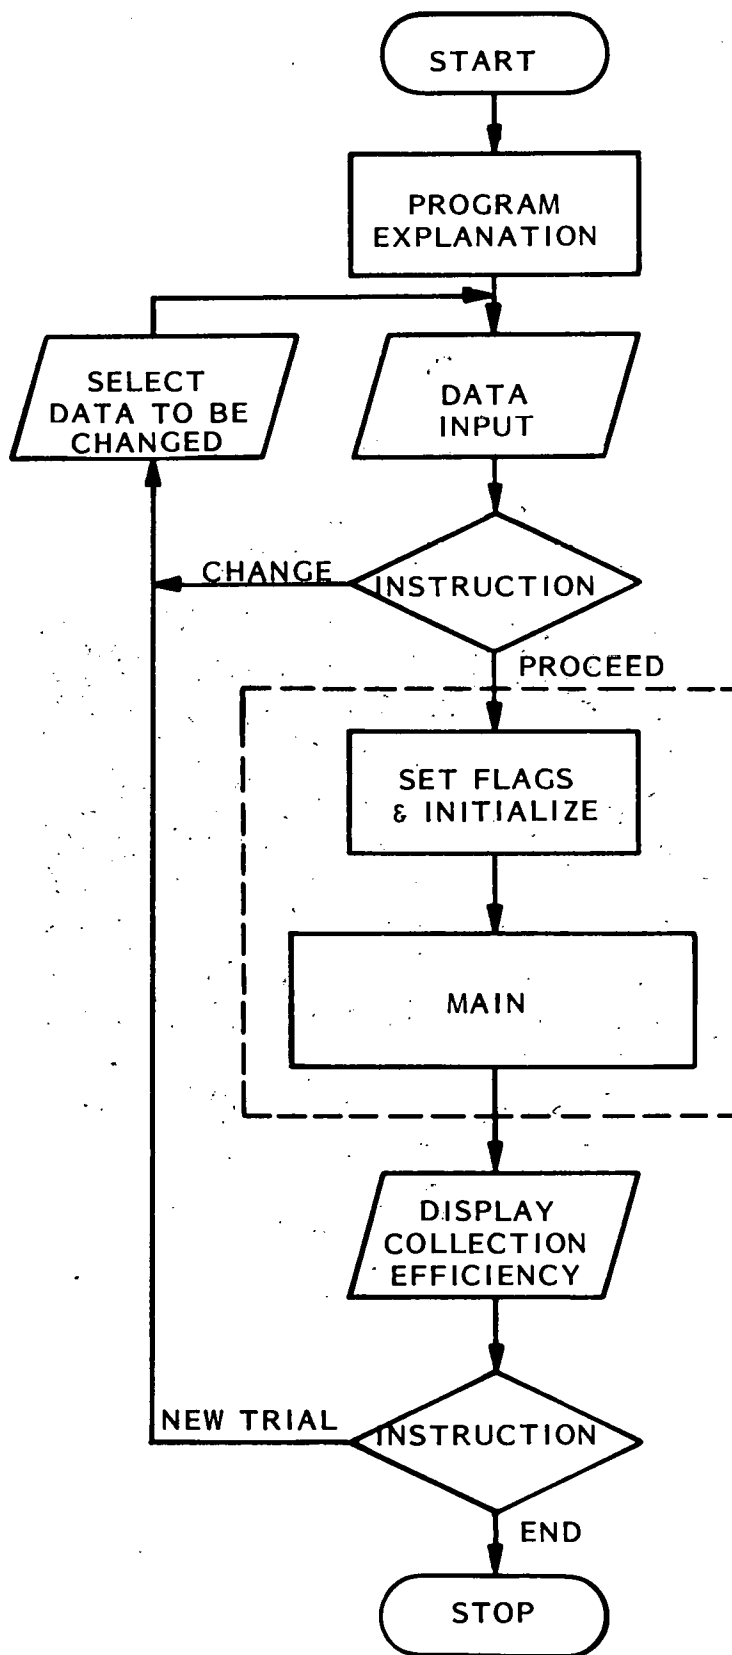 START
PROGRAM
EXPLANATION
SELECT
DATA TO BE
CHANGED
DATA
INPUT
CHANGE
INSTRUCTION
PROCEED
SET FLAGS
& INITIALIZE
MAIN
DISPLAY
COLLECTION
EFFICIENCY
NEW TRIAL
INSTRUCTION
END
STOP